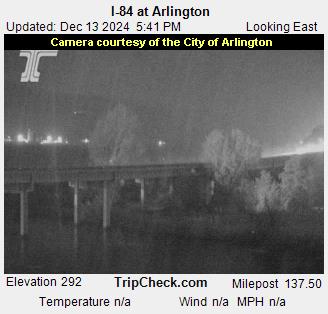 I-84 at Arlington
Updated: Dec 13 2024 5:41 PM Looking East
Camera courtesy of the City of Arlington
Elevation 292 TripCheck.com Milepost 137.50
Temperature n/a Wind n/a MPH n/a